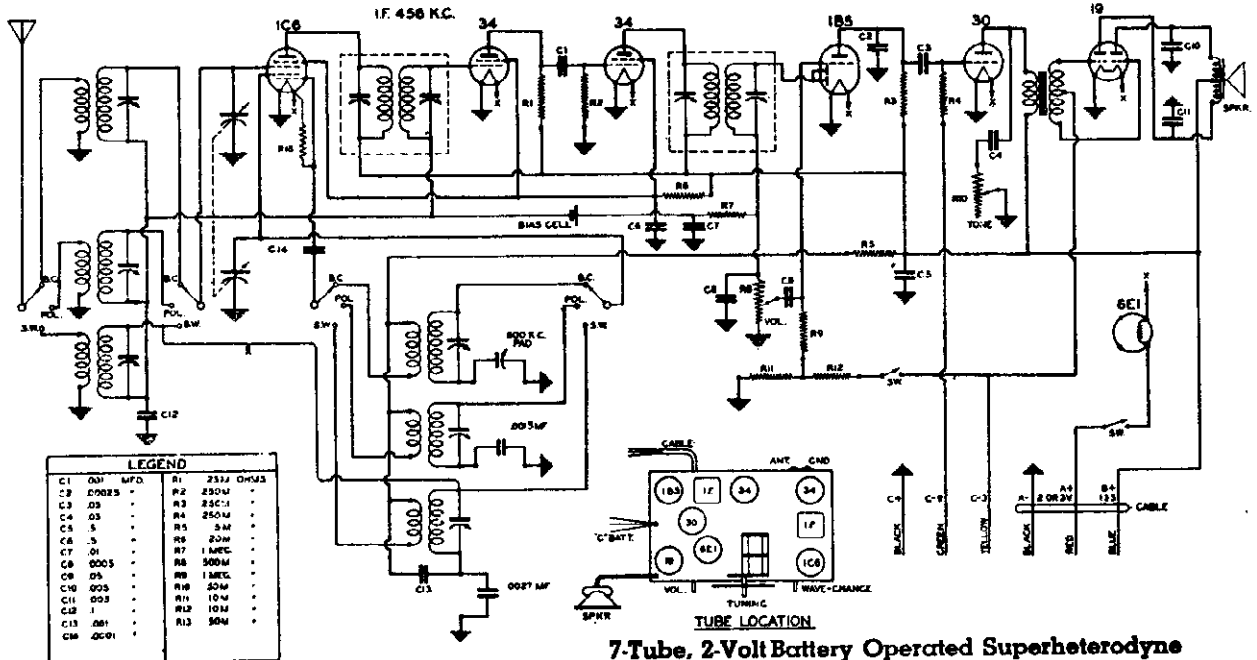 I.F. 456 K.C.
1C6
34
34
1B5
30
19
C1
C2
C3
C10
R1
R2
R3
R4
C4
C11
SPKR.
R10
TONE
R6
R7
BIAS CELL
C6
C7
C14
R5
C5
B.C.
POL.
S.W.
B.C.
POL.
S.W.
B.C.
POL.
S.W.
B.C.
POL.
S.W.
600 K.C.
PAD
C8
R8
VOL.
C9
R9
6E1
R11
R12
SW.
SW.
C12
.0015 MF
C13
.0027 MF
CABLE
ANT. GND
1B5
I F
34
34
30
I F
"C" BATT.
19
6E1
1C6
VOL.
TUNING
WAVE-CHANGE
SPKR
TUBE LOCATION
BLACK C+
GREEN
YELLOW C-3
BLACK A-
RED A+ 2 OR 3V
BLUE B+ 135
CABLE
LEGEND
C1 .001 MFD.
C2 .00025 "
C3 .05 "
C4 .05 "
C5 .5 "
C6 .5 "
C7 .01 "
C8 .0005 "
C9 .05 "
C10 .005 "
C11 .005 "
C12 .1 "
C13 .001 "
C14 .0001 "
R1 OHMS
R2 250M "
R3 "
R4 250M "
R5 5M "
R6 20M "
R7 1 MEG. "
R8 500M "
R9 1 MEG. "
R10 50M "
R11 10M "
R12 10M "
R13 50M "
7-Tube, 2-Volt Battery Operated Superheterodyne